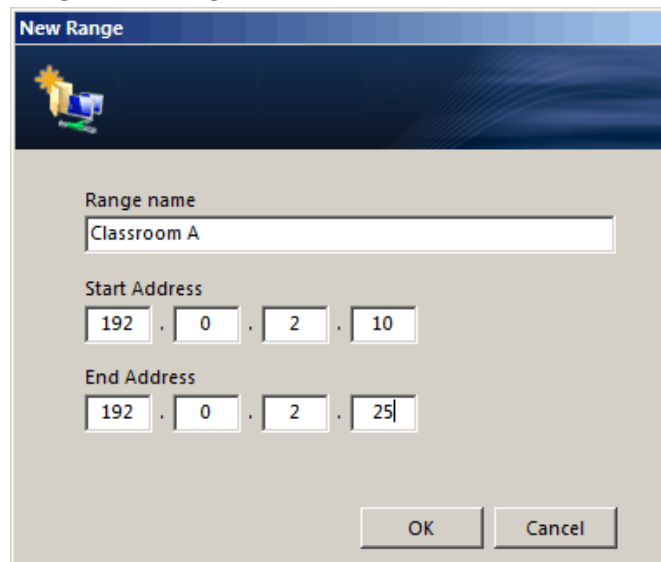 New Range
Range name
Classroom A
Start Address
192 . 0 . 2 . 10
End Address
192 . 0 . 2 . 25
OK Cancel